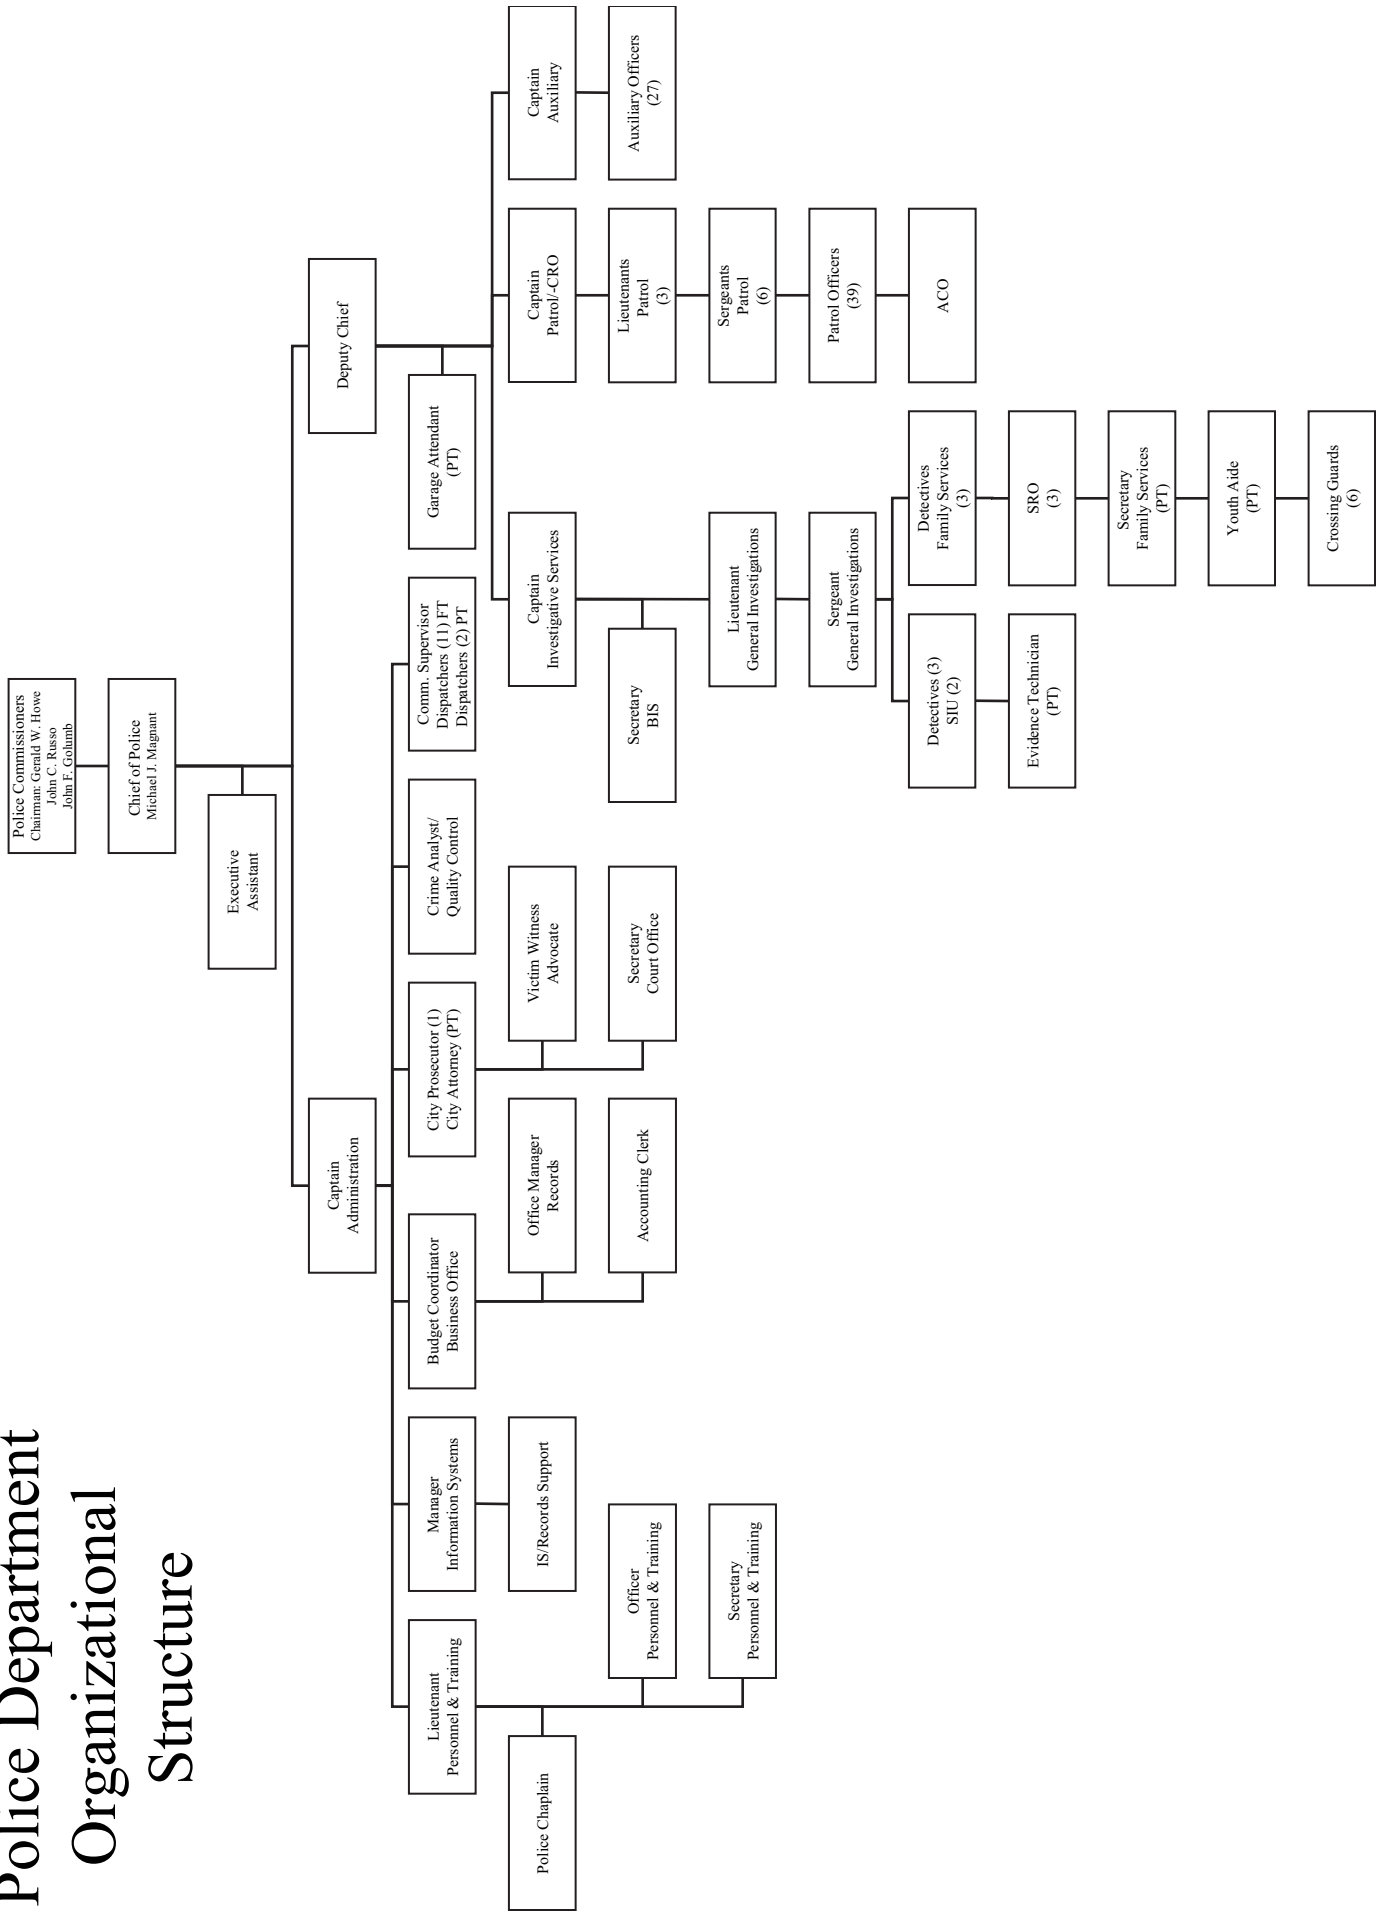 Police Department
Organizational
Structure
Police Commissioners
Chairman: Gerald W. Howe
John C. Russo
John F. Golumb
Chief of Police
Michael J. Magnant
Executive
Assistant
Captain
Administration
Deputy Chief
Lieutenant
Personnel & Training
Manager
Information Systems
Budget Coordinator
Business Office
City Prosecutor (1)
City Attorney (PT)
Crime Analyst/
Quality Control
Comm. Supervisor
Dispatchers (11) FT
Dispatchers (2) PT
Garage Attendant
(PT)
Police Chaplain
IS/Records Support
Office Manager
Records
Victim Witness
Advocate
Captain
Investigative Services
Captain
Patrol/-CRO
Captain
Auxiliary
Officer
Personnel & Training
Accounting Clerk
Secretary
Court Office
Secretary
BIS
Lieutenants
Patrol
(3)
Auxiliary Officers
(27)
Secretary
Personnel & Training
Lieutenant
General Investigations
Sergeants
Patrol
(6)
Sergeant
General Investigations
Patrol Officers
(39)
Detectives (3)
SIU (2)
Detectives
Family Services
(3)
ACO
Evidence Technician
(PT)
SRO
(3)
Secretary
Family Services
(PT)
Youth Aide
(PT)
Crossing Guards
(6)